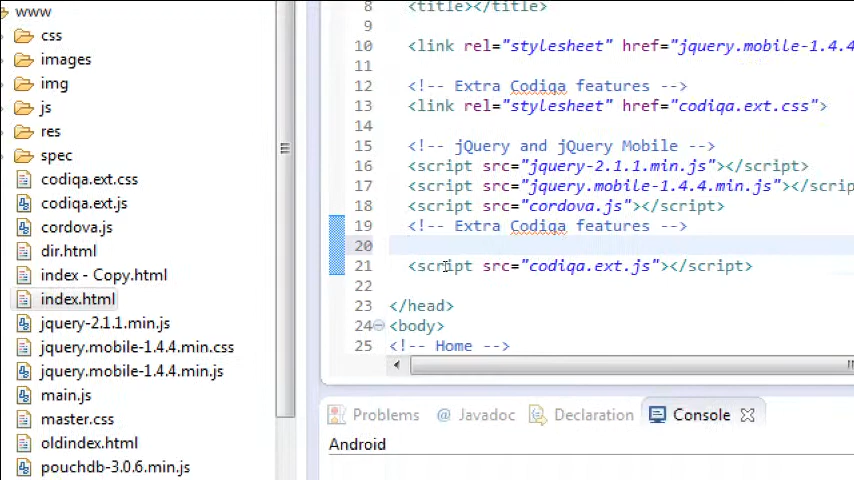 www
css
images
img
js
res
spec
codiqa.ext.css
codiqa.ext.js
cordova.js
dir.html
index - Copy.html
index.html
jquery-2.1.1.min.js
jquery.mobile-1.4.4.min.css
jquery.mobile-1.4.4.min.js
main.js
master.css
oldindex.html
pouchdb-3.0.6.min.js
8 <title></title>
9
10 <link rel="stylesheet" href="jquery.mobile-1.4.4
11
12 <!-- Extra Codiqa features -->
13 <link rel="stylesheet" href="codiqa.ext.css">
14
15 <!-- jQuery and jQuery Mobile -->
16 <script src="jquery-2.1.1.min.js"></script>
17 <script src="jquery.mobile-1.4.4.min.js"></scrip
18 <script src="cordova.js"></script>
19 <!-- Extra Codiqa features -->
20
21 <script src="codiqa.ext.js"></script>
22
23 </head>
24 <body>
25 <!-- Home -->
Problems @ Javadoc Declaration Console
Android